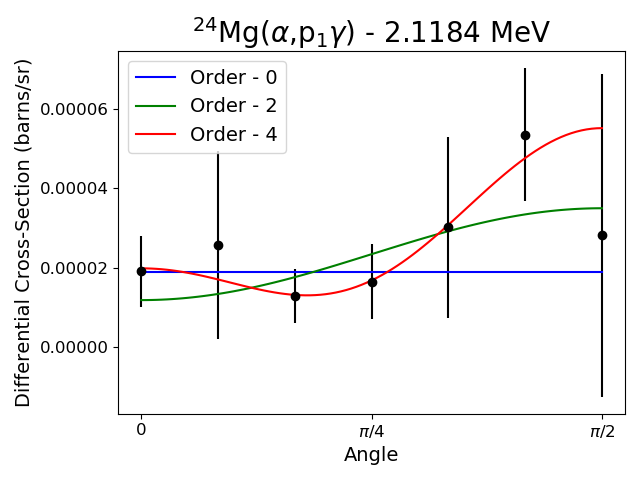 ²⁴Mg(α,p₁γ) - 2.1184 MeV
Differential Cross-Section (barns/sr)
0.00006
0.00004
0.00002
0.00000
Order - 0
Order - 2
Order - 4
0
π/4
π/2
Angle